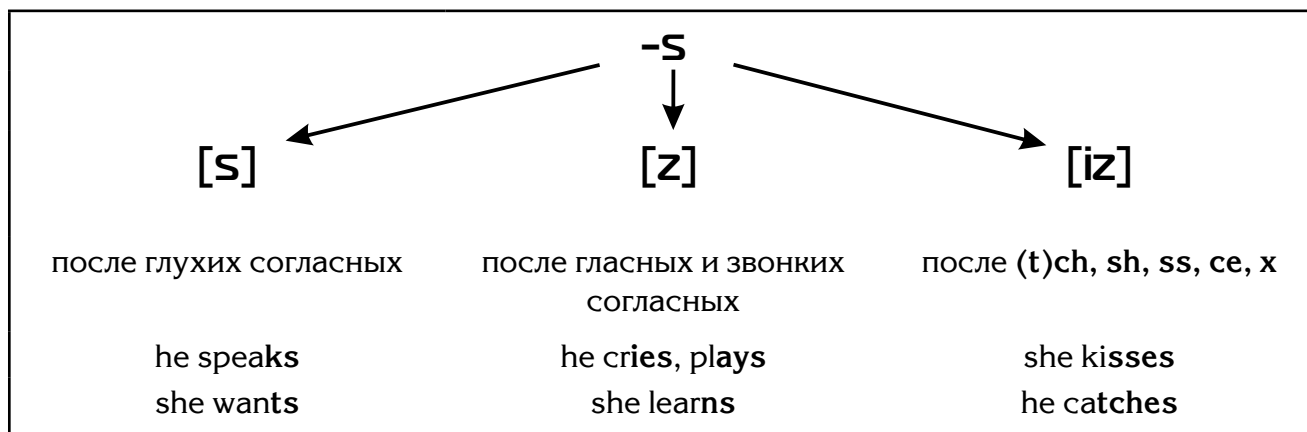 -s
[s] [z] [iz]
после глухих согласных после гласных и звонких согласных после (t)ch, sh, ss, ce, x
he speaks he cries, plays she kisses
she wants she learns he catches